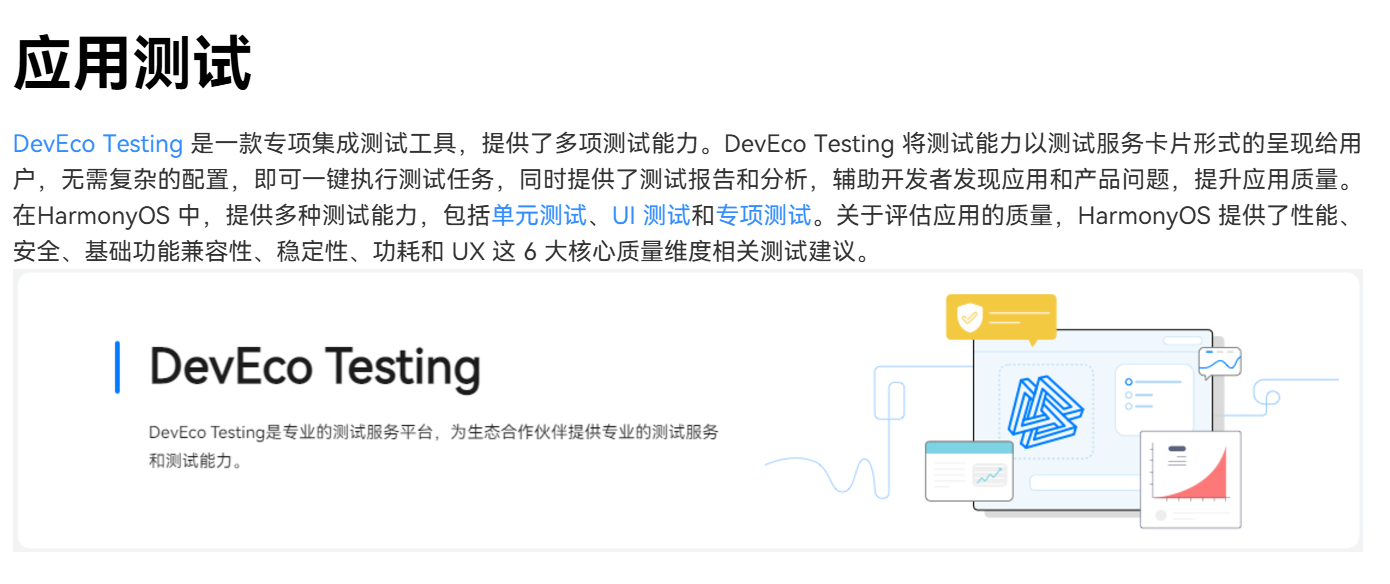 应用测试
DevEco Testing 是一款专项集成测试工具，提供了多项测试能力。DevEco Testing 将测试能力以测试服务卡片形式的呈现给用
户，无需复杂的配置，即可一键执行测试任务，同时提供了测试报告和分析，辅助开发者发现应用和产品问题，提升应用质量。
在HarmonyOS 中，提供多种测试能力，包括单元测试、UI 测试和专项测试。关于评估应用的质量，HarmonyOS 提供了性能、
安全、基础功能兼容性、稳定性、功耗和 UX 这 6 大核心质量维度相关测试建议。
DevEco Testing
DevEco Testing是专业的测试服务平台，为生态合作伙伴提供专业的测试服务
和测试能力。